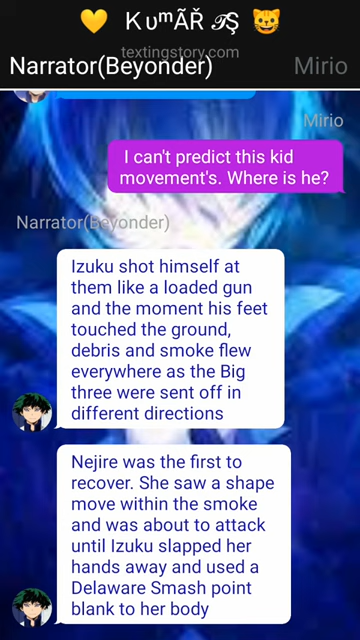 💛 KυᵐÃŘ 𝒯Ş 😺
textingstory.com
Narrator(Beyonder) Mirio
Mirio
I can't predict this kid
movement's. Where is he?
Narrator(Beyonder)
Izuku shot himself at
them like a loaded gun
and the moment his feet
touched the ground,
debris and smoke flew
everywhere as the Big
three were sent off in
different directions
Nejire was the first to
recover. She saw a shape
move within the smoke
and was about to attack
until Izuku slapped her
hands away and used a
Delaware Smash point
blank to her body